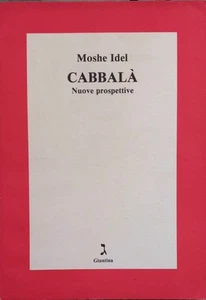 Moshe Idel
CABBALÀ
Nuove prospettive
ג
Giuntina